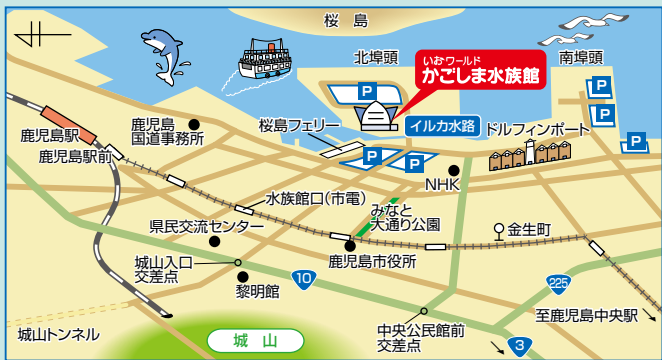 桜島
北埠頭
南埠頭
いおワールド
かごしま水族館
P
P
P
P
P
P
イルカ水路
ドルフィンポート
桜島フェリー
鹿児島
国道事務所
鹿児島駅
鹿児島駅前
NHK
水族館口(市電)
みなと
大通り公園
県民交流センター
金生町
城山入口
交差点
鹿児島市役所
黎明館
10
225
城山トンネル
城山
中央公民館前
交差点
至鹿児島中央駅
3